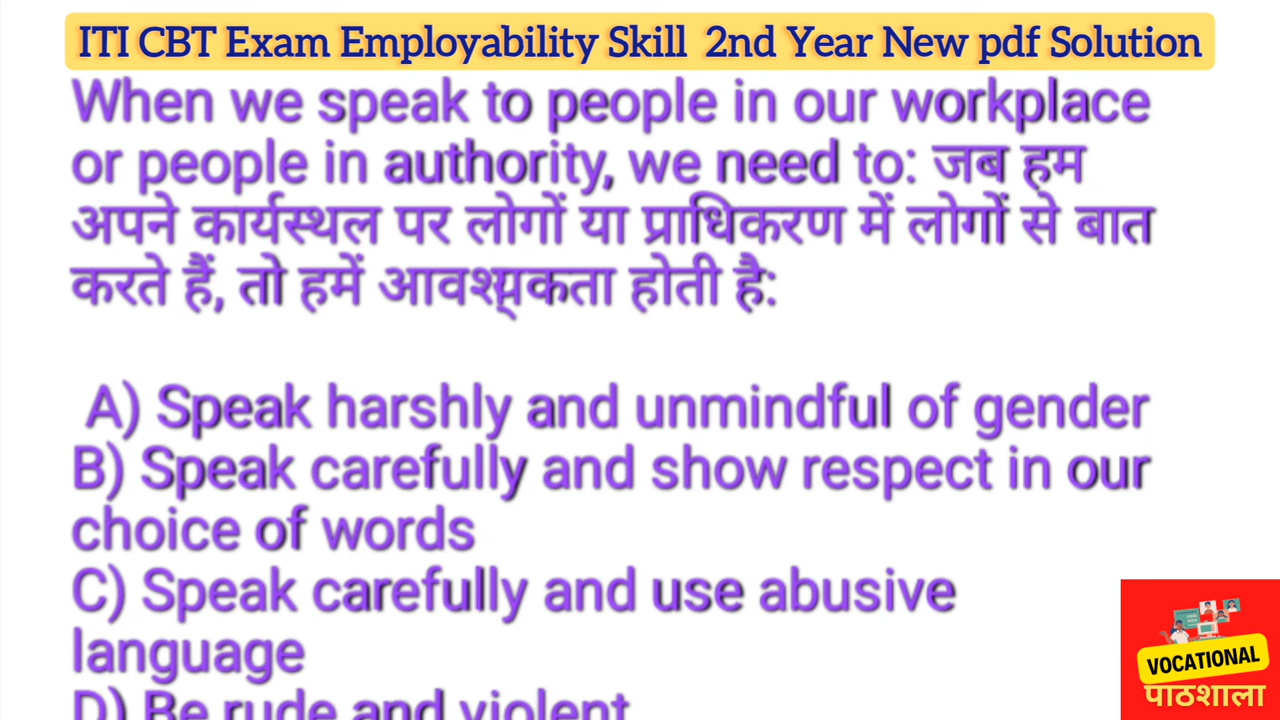 ITI CBT Exam Employability Skill 2nd Year New pdf Solution
When we speak to people in our workplace
or people in authority, we need to: जब हम
अपने कार्यस्थल पर लोगों या प्राधिकरण में लोगों से बात
करते हैं, तो हमें आवश्यकता होती है:
A) Speak harshly and unmindful of gender
B) Speak carefully and show respect in our
choice of words
C) Speak carefully and use abusive
language
D) Be rude and violent
VOCATIONAL
पाठशाला